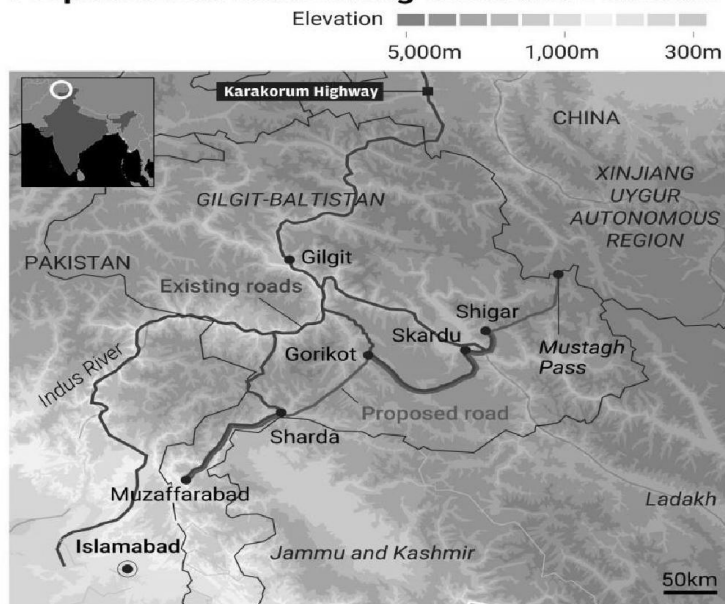 Elevation
5,000m
1,000m
300m
Karakorum Highway
CHINA
GILGIT-BALTISTAN
XINJIANG
UYGUR
AUTONOMOUS
REGION
Gilgit
PAKISTAN
Existing roads
Shigar
Skardu
Gorikot
Mustagh
Pass
Indus River
Proposed road
Sharda
Muzaffarabad
Ladakh
Islamabad
Jammu and Kashmir
50km